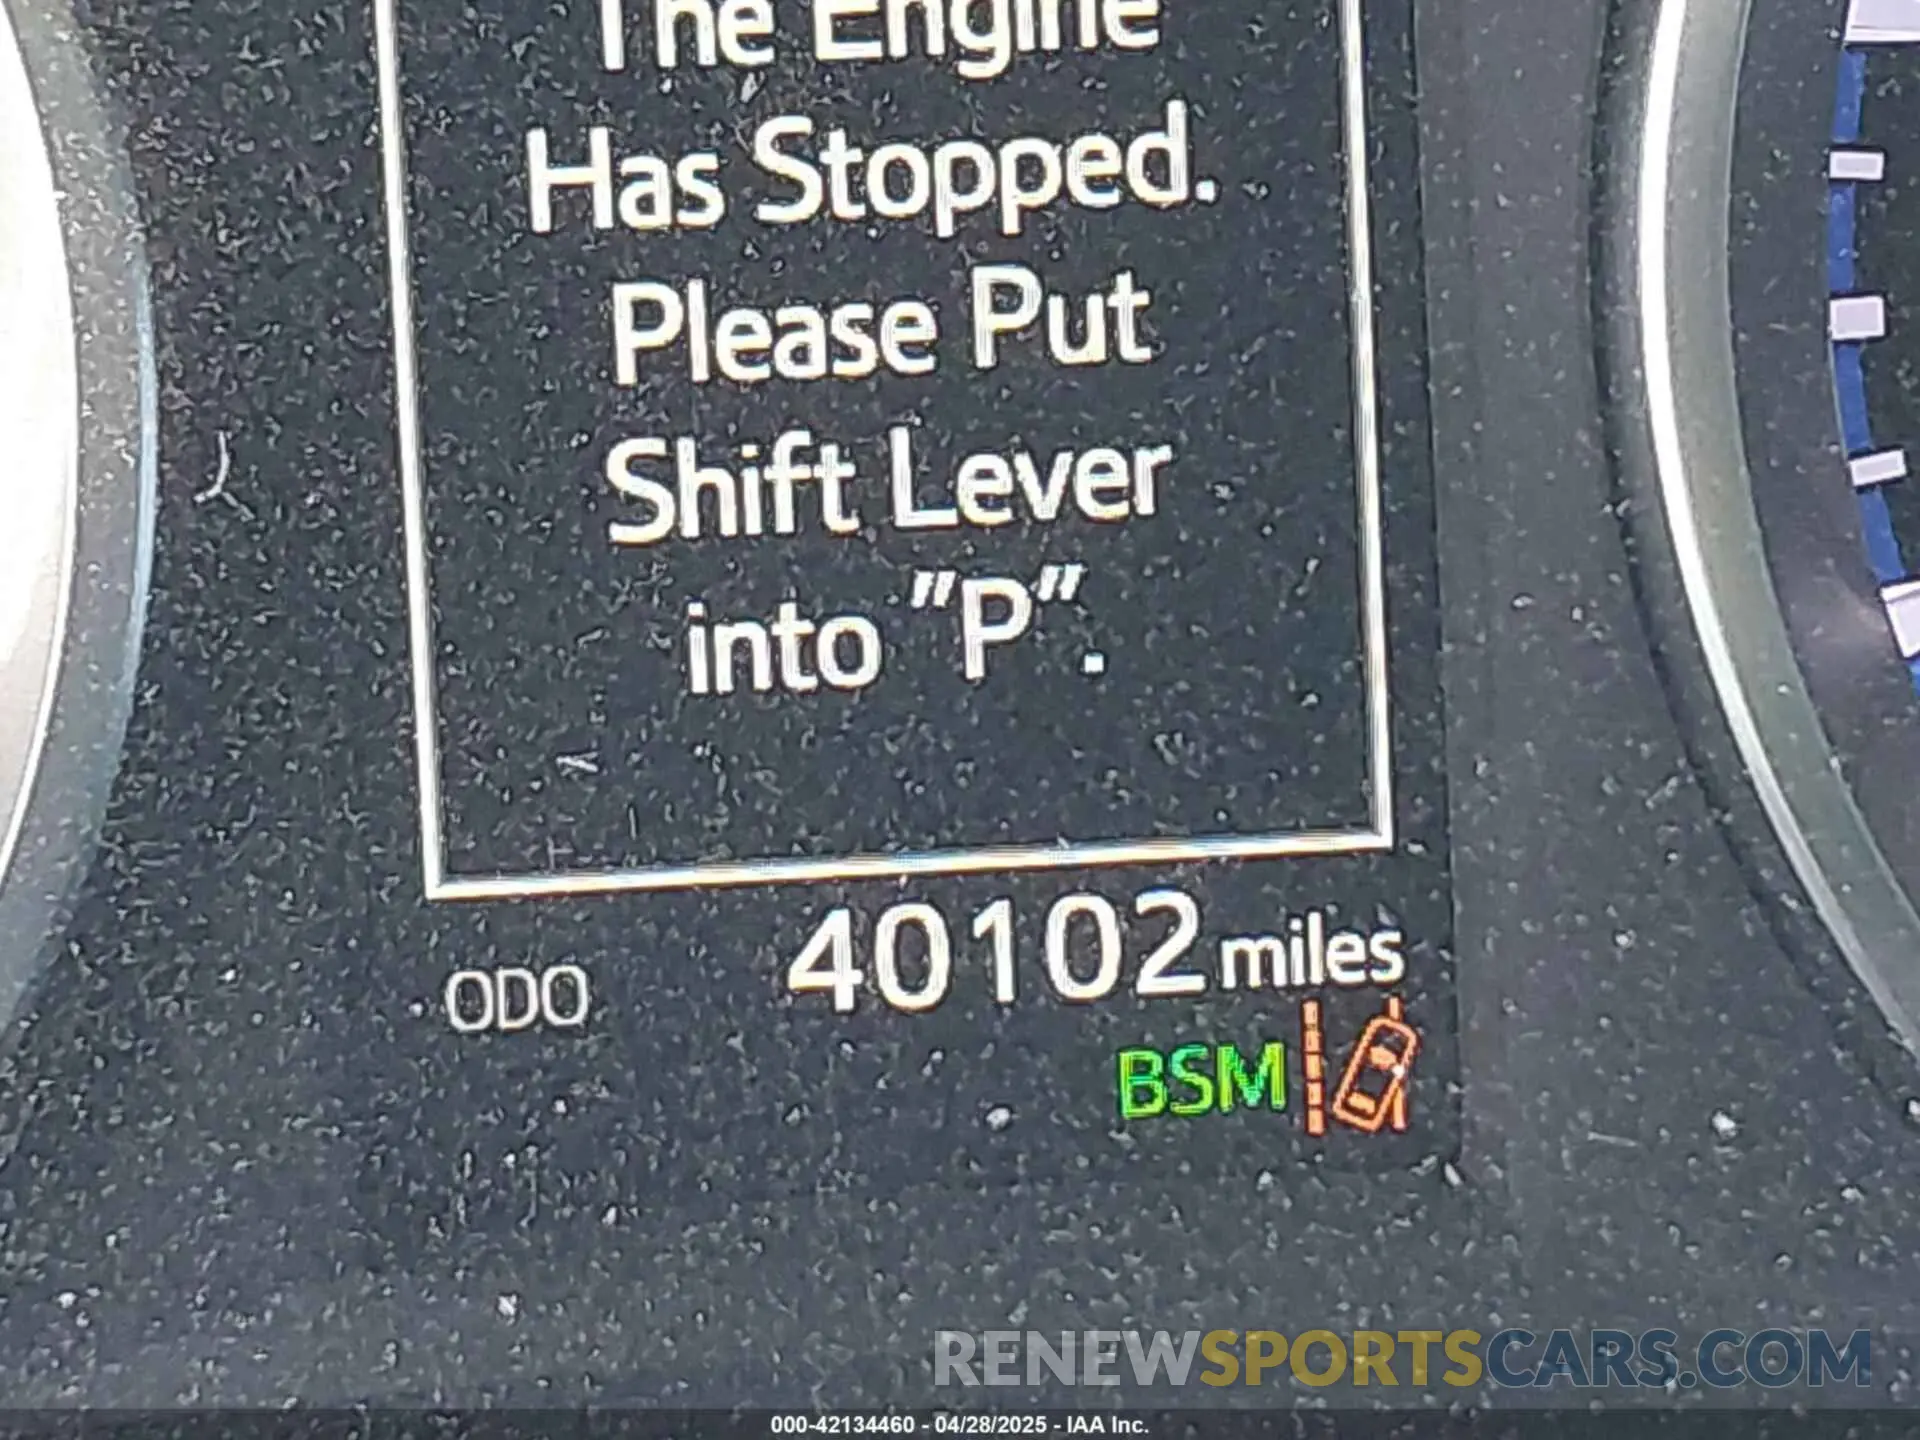 The Engine
Has Stopped.
Please Put
Shift Lever
into "P".
ODO 40102 miles
BSM
RENEWSPORTSCARS.COM
000-42134460 - 04/28/2025 - IAA Inc.